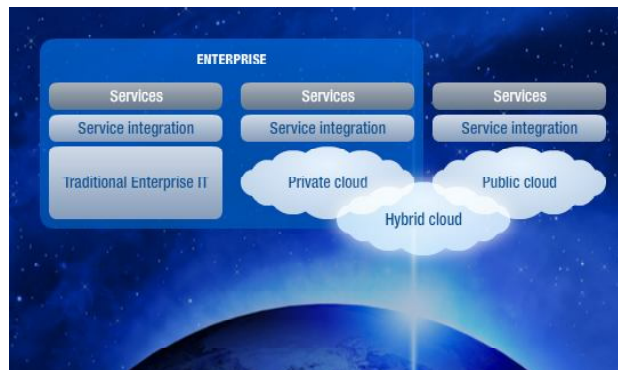 ENTERPRISE
Services Services Services
Service integration Service integration Service integration
Traditional Enterprise IT Private cloud Public cloud
Hybrid cloud